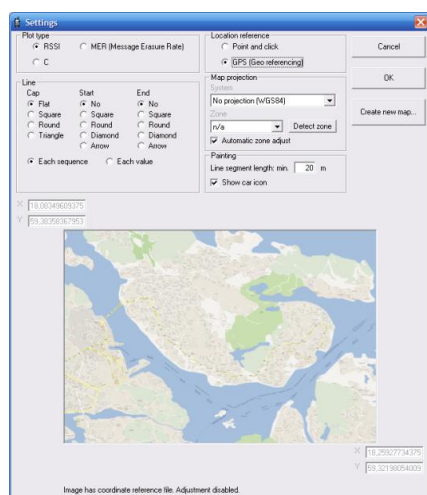 Settings
Plot type
RSSI
MER (Message Erasure Rate)
C
Location reference
Point and click
GPS (Geo referencing)
Cancel
OK
Create new map...
Line
Cap
Start
End
Flat
No
No
Square
Square
Square
Round
Round
Round
Triangle
Diamond
Diamond
Arrow
Arrow
Each sequence
Each value
Map projection
System
No projection (WGS84)
Zone
n/a
Detect zone
Automatic zone adjust
Painting
Line segment length: min. 20 m
Show car icon
X 18,08349609375
Y 59,38358367953
X 18,25927734375
Y 59,32198054009
Image has coordinate reference file. Adjustment disabled.